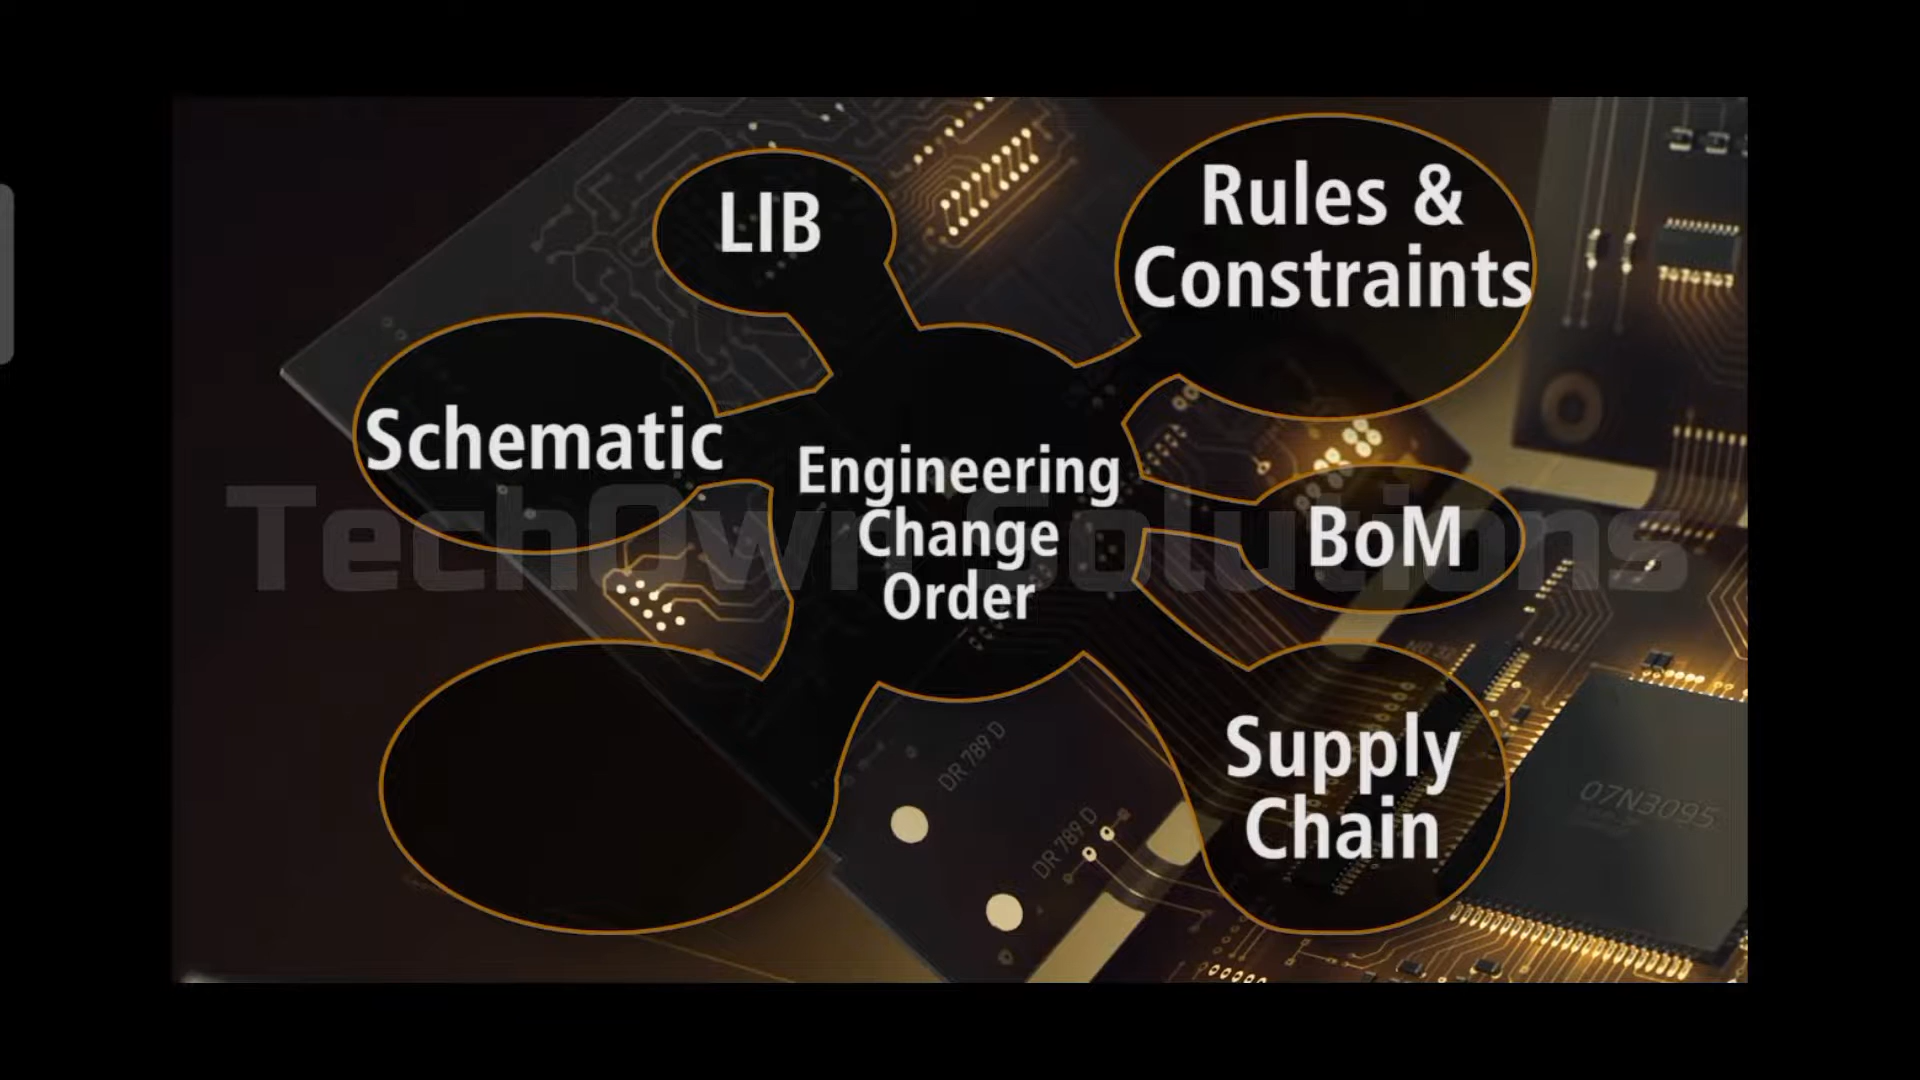 LIB
Rules &
Constraints
Schematic
Engineering
Change
Order
BoM
Supply
Chain
TechOwn Solutions
DR 789 D
DR 789 D
07N3095